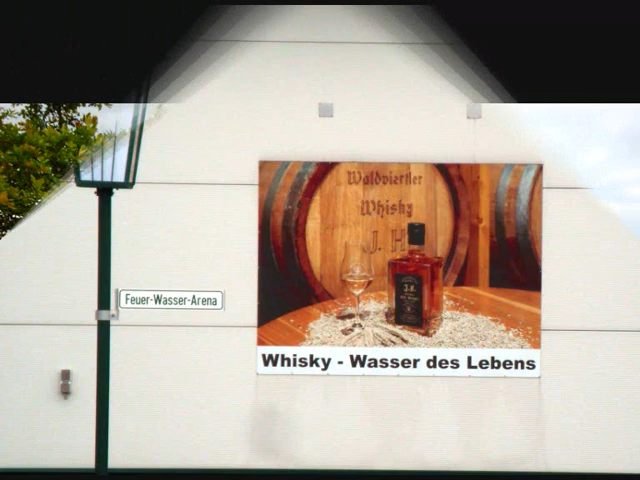 Waldviertler
Whisky
J. H
J.H.
Feuer-Wasser-Arena
Whisky - Wasser des Lebens